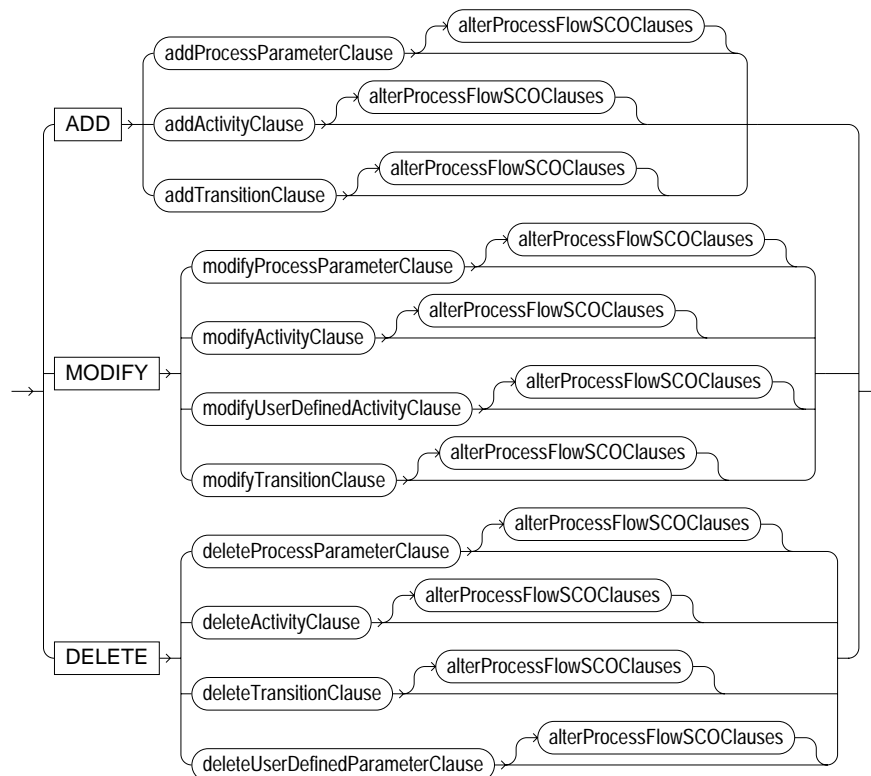 alterProcessFlowSCOClauses
addProcessParameterClause
alterProcessFlowSCOClauses
ADD
addActivityClause
alterProcessFlowSCOClauses
addTransitionClause
alterProcessFlowSCOClauses
modifyProcessParameterClause
alterProcessFlowSCOClauses
modifyActivityClause
MODIFY
alterProcessFlowSCOClauses
modifyUserDefinedActivityClause
alterProcessFlowSCOClauses
modifyTransitionClause
alterProcessFlowSCOClauses
deleteProcessParameterClause
alterProcessFlowSCOClauses
deleteActivityClause
DELETE
alterProcessFlowSCOClauses
deleteTransitionClause
alterProcessFlowSCOClauses
deleteUserDefinedParameterClause